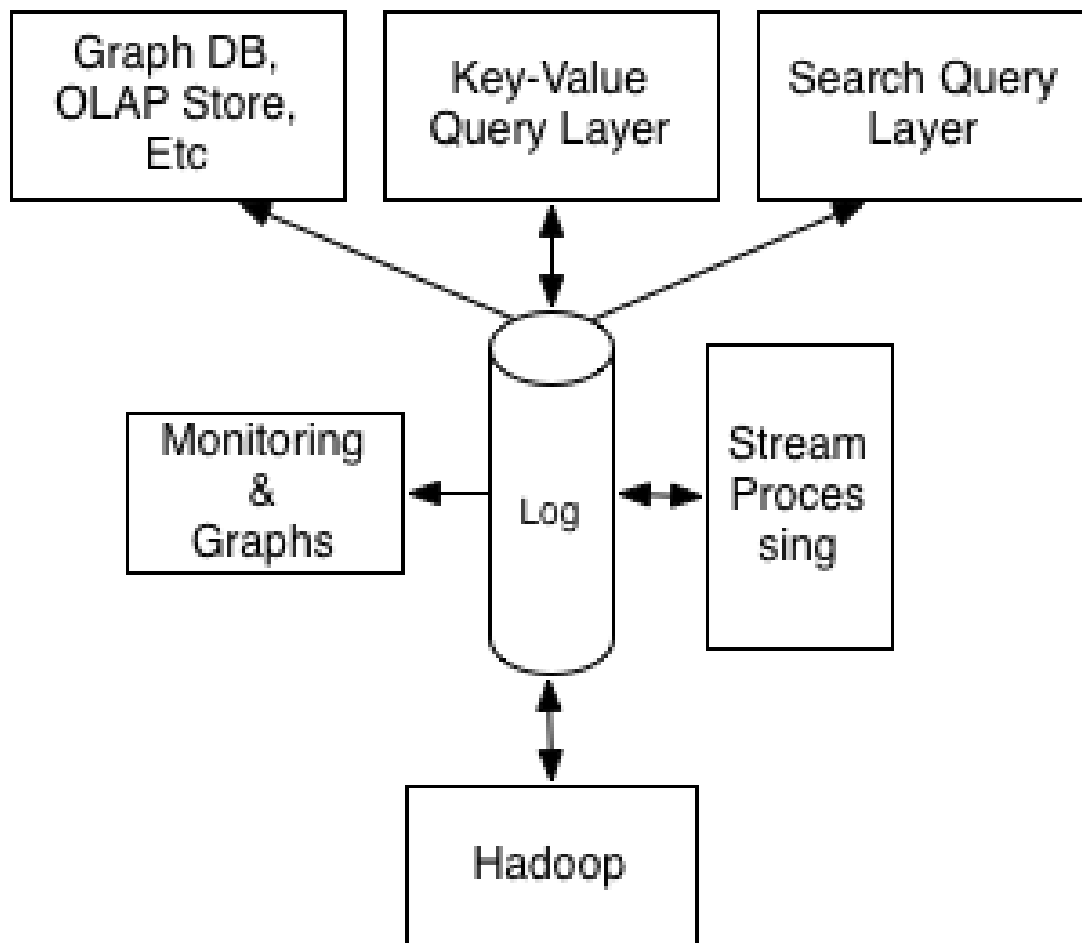 Graph DB,
OLAP Store,
Etc
Key-Value
Query Layer
Search Query
Layer
Monitoring
&
Graphs
Log
Stream
Proces
sing
Hadoop